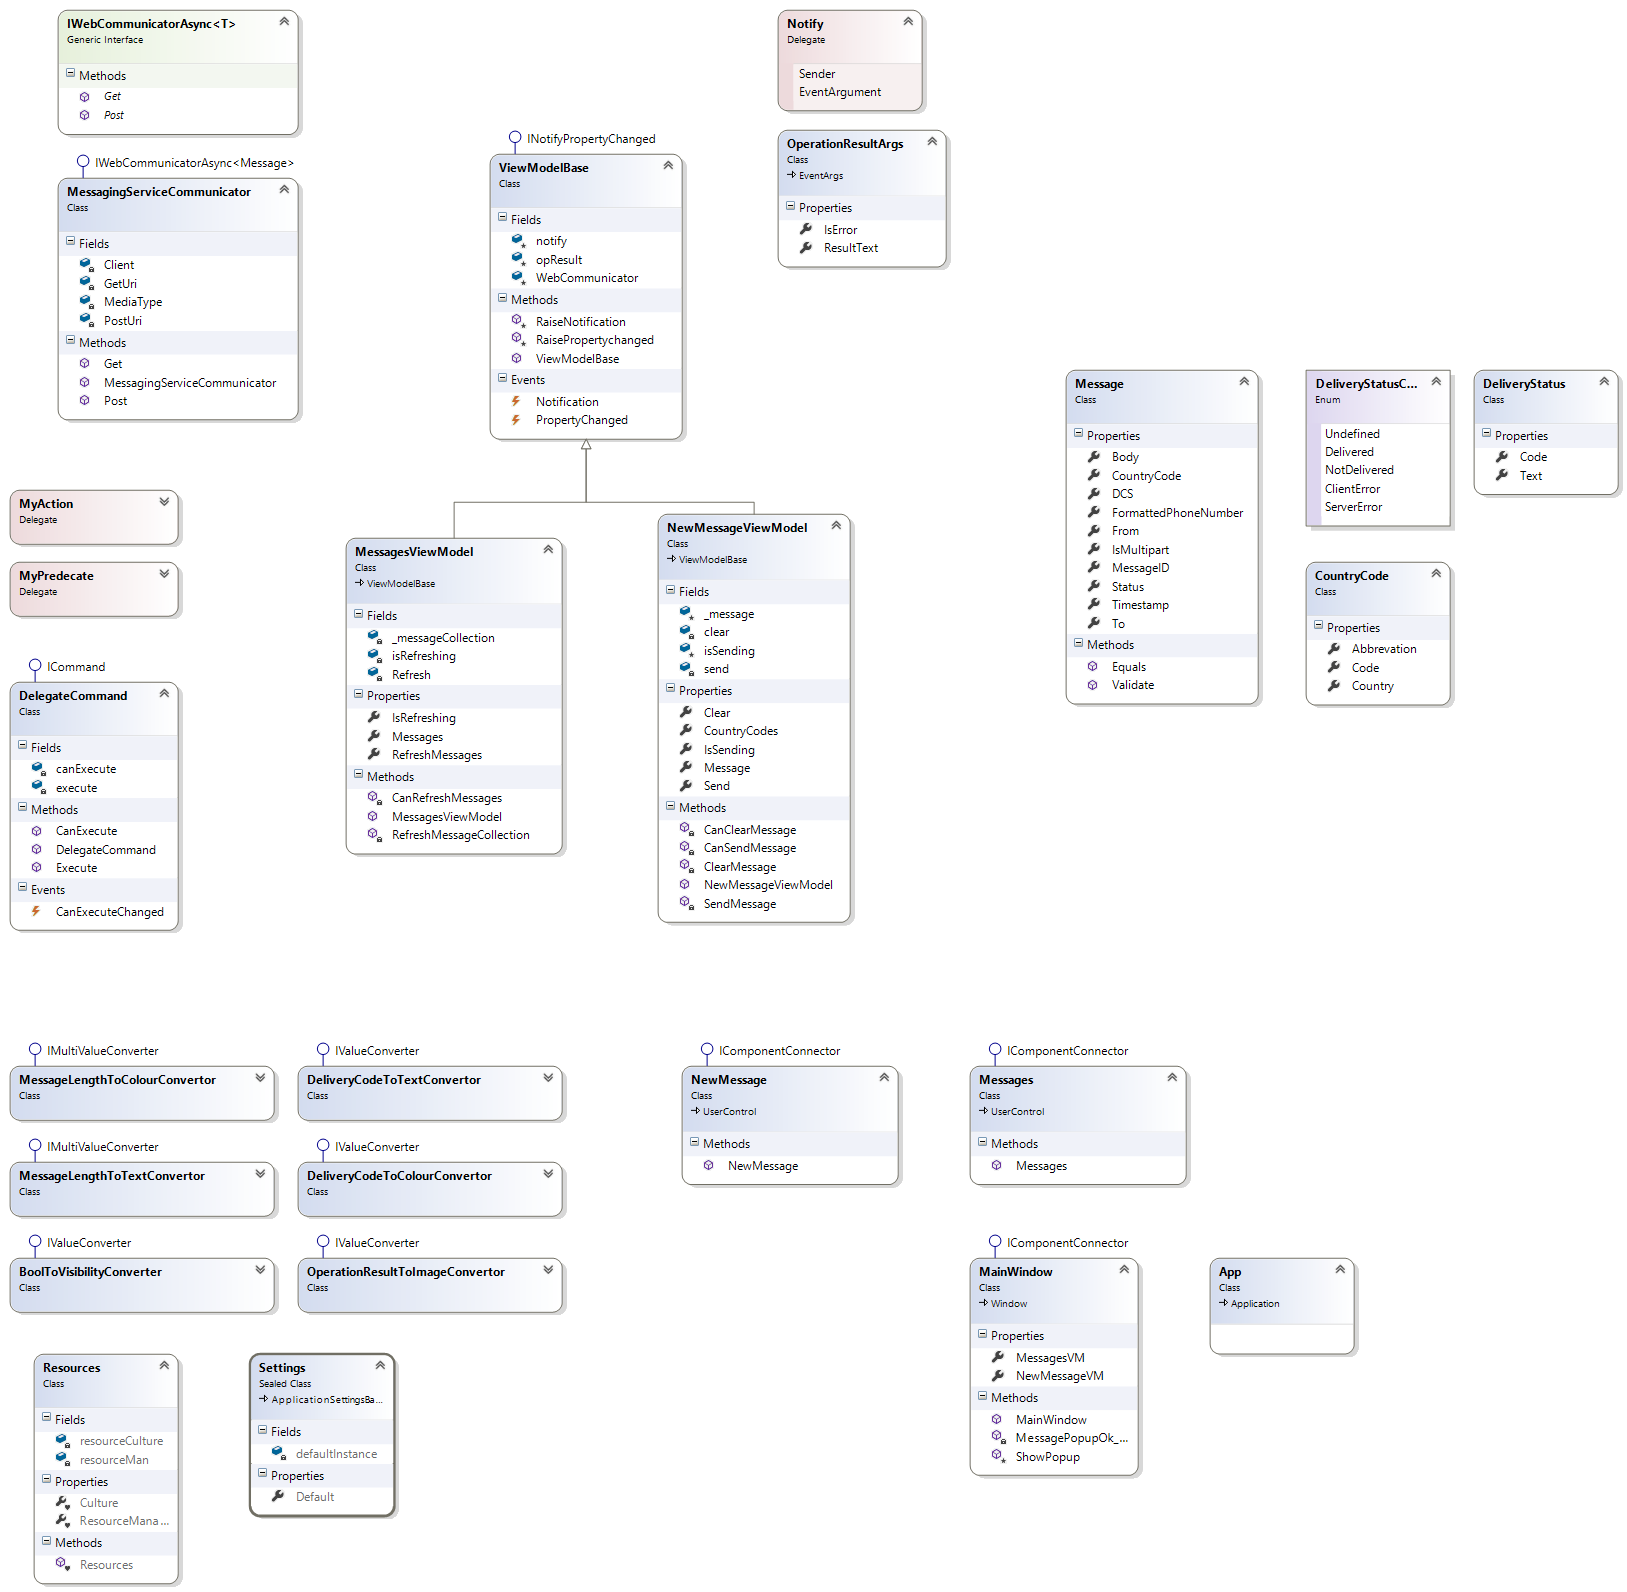 IWebCommunicatorAsync<T>
Generic Interface
Methods
Get
Post
IWebCommunicatorAsync<Message>
MessagingServiceCommunicator
Class
Fields
Client
GetUri
MediaType
PostUri
Methods
Get
MessagingServiceCommunicator
Post
INotifyPropertyChanged
ViewModelBase
Class
Fields
notify
opResult
WebCommunicator
Methods
RaiseNotification
RaisePropertychanged
ViewModelBase
Events
Notification
PropertyChanged
Notify
Delegate
Sender
EventArgument
OperationResultArgs
Class
EventArgs
Properties
IsError
ResultText
Message
Class
Properties
Body
CountryCode
DCS
FormattedPhoneNumber
From
IsMultipart
MessageID
Status
Timestamp
To
Methods
Equals
Validate
DeliveryStatusC...
Enum
Undefined
Delivered
NotDelivered
ClientError
ServerError
DeliveryStatus
Class
Properties
Code
Text
CountryCode
Class
Properties
Abbrevation
Code
Country
MyAction
Delegate
MyPredecate
Delegate
ICommand
DelegateCommand
Class
Fields
canExecute
execute
Methods
CanExecute
DelegateCommand
Execute
Events
CanExecuteChanged
MessagesViewModel
Class
ViewModelBase
Fields
_messageCollection
isRefreshing
Refresh
Properties
IsRefreshing
Messages
RefreshMessages
Methods
CanRefreshMessages
MessagesViewModel
RefreshMessageCollection
NewMessageViewModel
Class
ViewModelBase
Fields
_message
clear
isSending
send
Properties
Clear
CountryCodes
IsSending
Message
Send
Methods
CanClearMessage
CanSendMessage
ClearMessage
NewMessageViewModel
SendMessage
IMultiValueConverter
MessageLengthToColourConvertor
Class
IValueConverter
DeliveryCodeToTextConvertor
Class
IMultiValueConverter
MessageLengthToTextConvertor
Class
IValueConverter
DeliveryCodeToColourConvertor
Class
IValueConverter
BoolToVisibilityConverter
Class
IValueConverter
OperationResultToImageConvertor
Class
IComponentConnector
NewMessage
Class
UserControl
Methods
NewMessage
IComponentConnector
Messages
Class
UserControl
Methods
Messages
IComponentConnector
MainWindow
Class
Window
Properties
MessagesVM
NewMessageVM
Methods
MainWindow
MessagePopupOk_...
ShowPopup
App
Class
Application
Resources
Class
Fields
resourceCulture
resourceMan
Properties
Culture
ResourceMana...
Methods
Resources
Settings
Sealed Class
ApplicationSettingsBa...
Fields
defaultInstance
Properties
Default